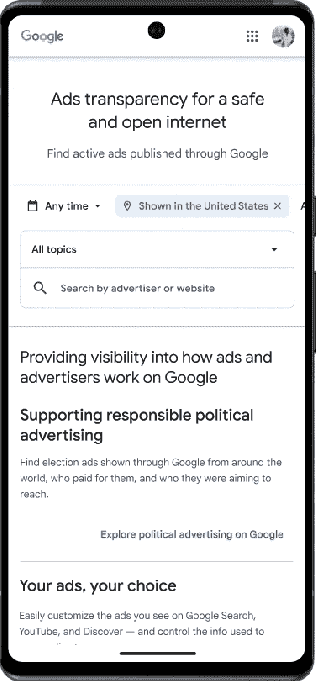 Google
Ads transparency for a safe
and open internet
Find active ads published through Google
Any time
Shown in the United States
All topics
Search by advertiser or website
Providing visibility into how ads and
advertisers work on Google
Supporting responsible political
advertising
Find election ads shown through Google from around the
world, who paid for them, and who they were aiming to
reach.
Explore political advertising on Google
Your ads, your choice
Easily customize the ads you see on Google Search,
YouTube, and Discover — and control the info used to